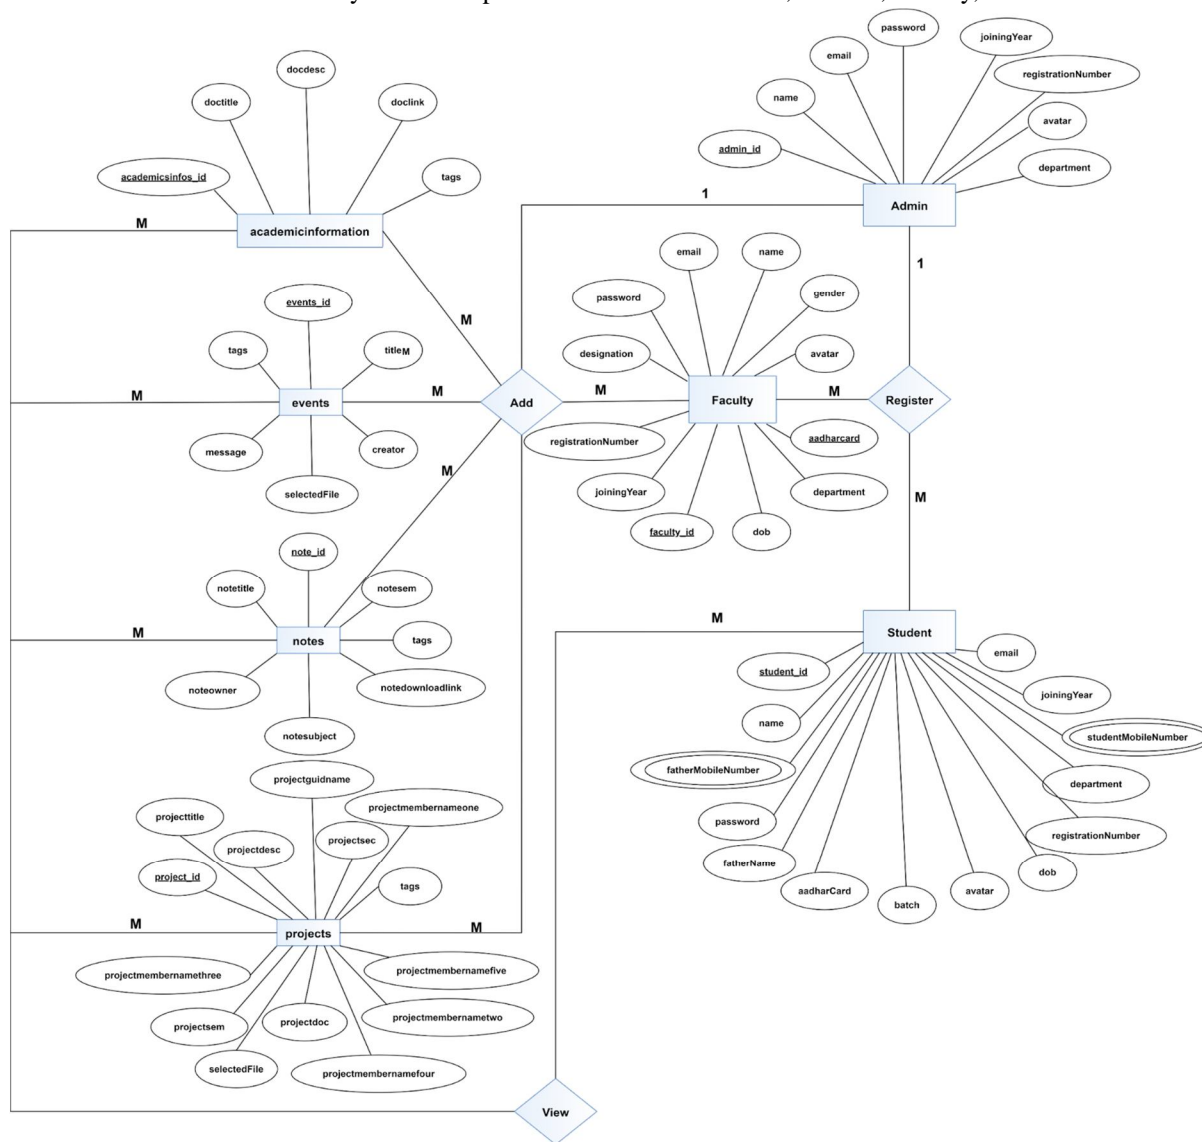 password
joiningYear
email
docdesc
registrationNumber
doctitle
doclink
name
avatar
admin_id
department
academicsinfos_id
tags
M
1
Admin
academicinformation
email
name
1
events_id
password
gender
M
tags
titleM
designation
avatar
M
M
M
M
events
Add
Faculty
Register
registrationNumber
aadharcard
message
creator
M
selectedFile
joiningYear
department
M
faculty_id
dob
note_id
notetitle
notesem
M
M
notes
tags
Student
email
student_id
noteowner
notedownloadlink
joiningYear
name
notesubject
studentMobileNumber
fatherMobileNumber
projectguidname
department
projectmembernameone
projecttitle
password
projectsec
registrationNumber
projectdesc
fatherName
dob
project_id
tags
aadharCard
avatar
batch
M
M
projects
projectmembernamethree
projectmembernamefive
projectsem
projectdoc
projectmembernametwo
selectedFile
projectmembernamefour
View